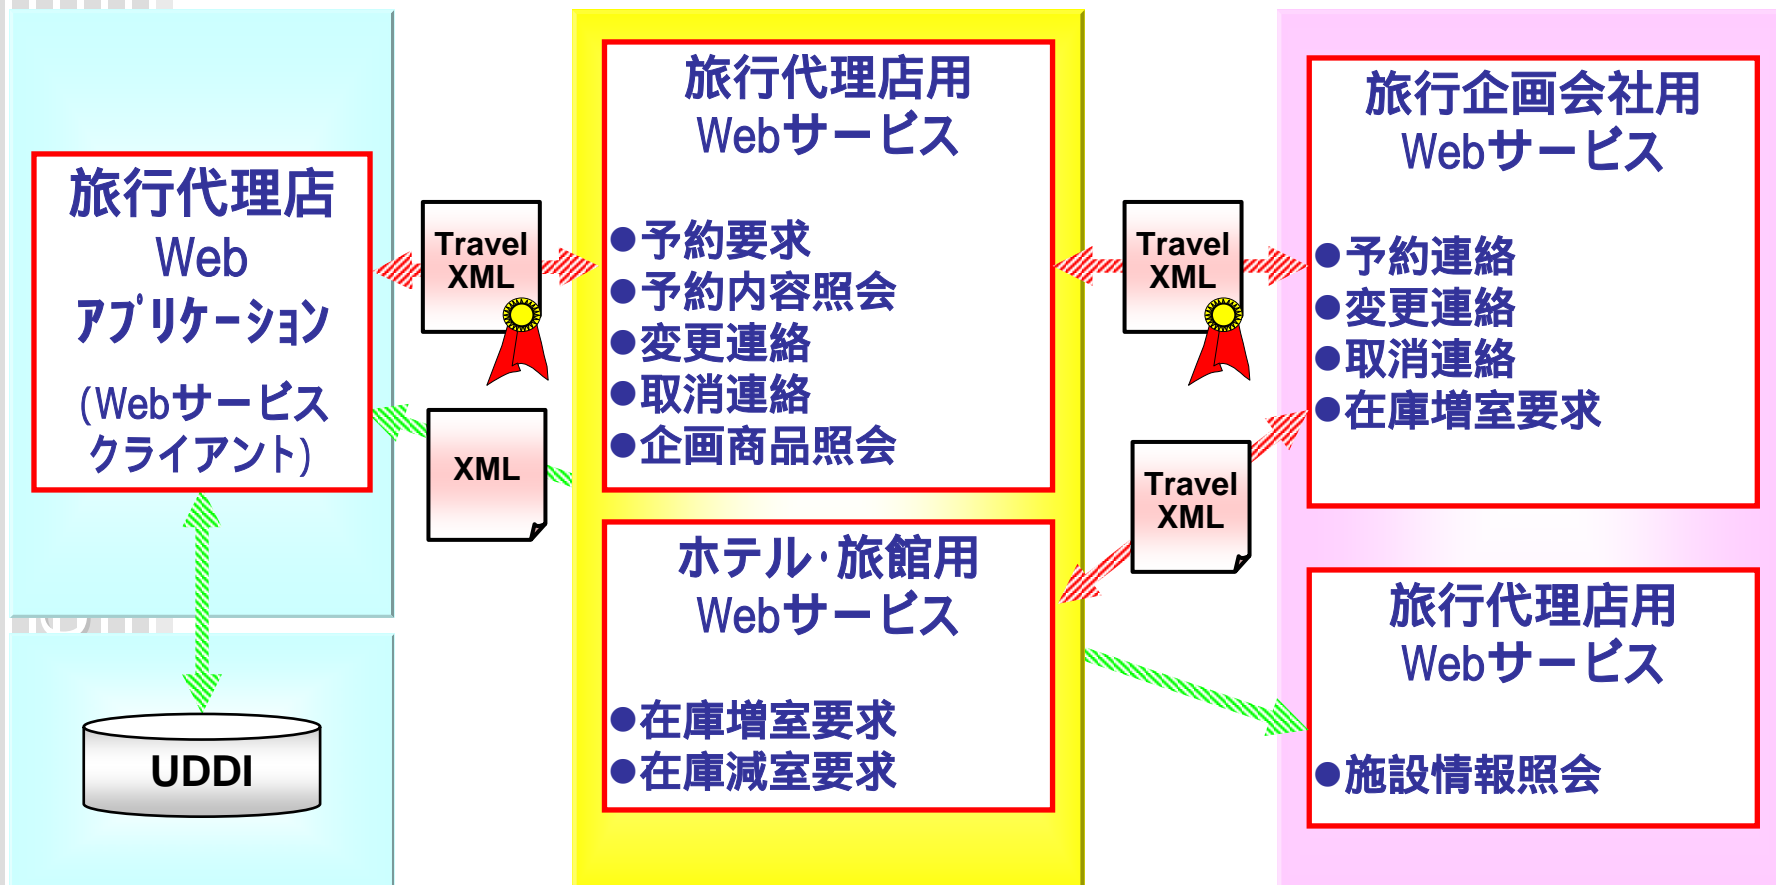 旅行代理店
Web
アプリケーション
(Webサービス
クライアント)
UDDI
Travel
XML
XML
旅行代理店用
Webサービス
●予約要求
●予約内容照会
●変更連絡
●取消連絡
●企画商品照会
ホテル・旅館用
Webサービス
●在庫増室要求
●在庫減室要求
Travel
XML
Travel
XML
旅行企画会社用
Webサービス
●予約連絡
●変更連絡
●取消連絡
●在庫増室要求
旅行代理店用
Webサービス
●施設情報照会